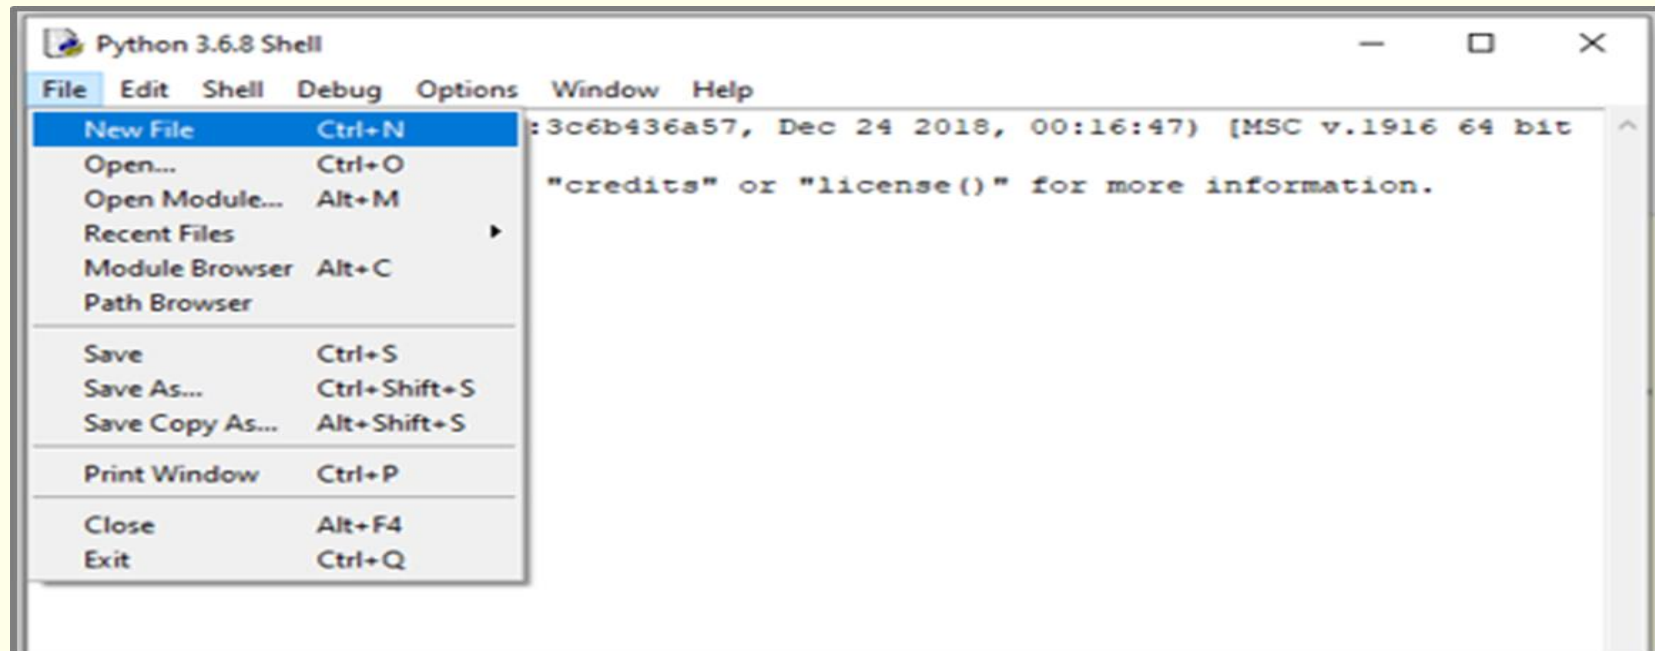 Python 3.6.8 Shell
File Edit Shell Debug Options Window Help
:3c6b436a57, Dec 24 2018, 00:16:47) [MSC v.1916 64 bit
"credits" or "license()" for more information.
New File Ctrl+N
Open... Ctrl+O
Open Module... Alt+M
Recent Files
Module Browser Alt+C
Path Browser
Save Ctrl+S
Save As... Ctrl+Shift+S
Save Copy As... Alt+Shift+S
Print Window Ctrl+P
Close Alt+F4
Exit Ctrl+Q